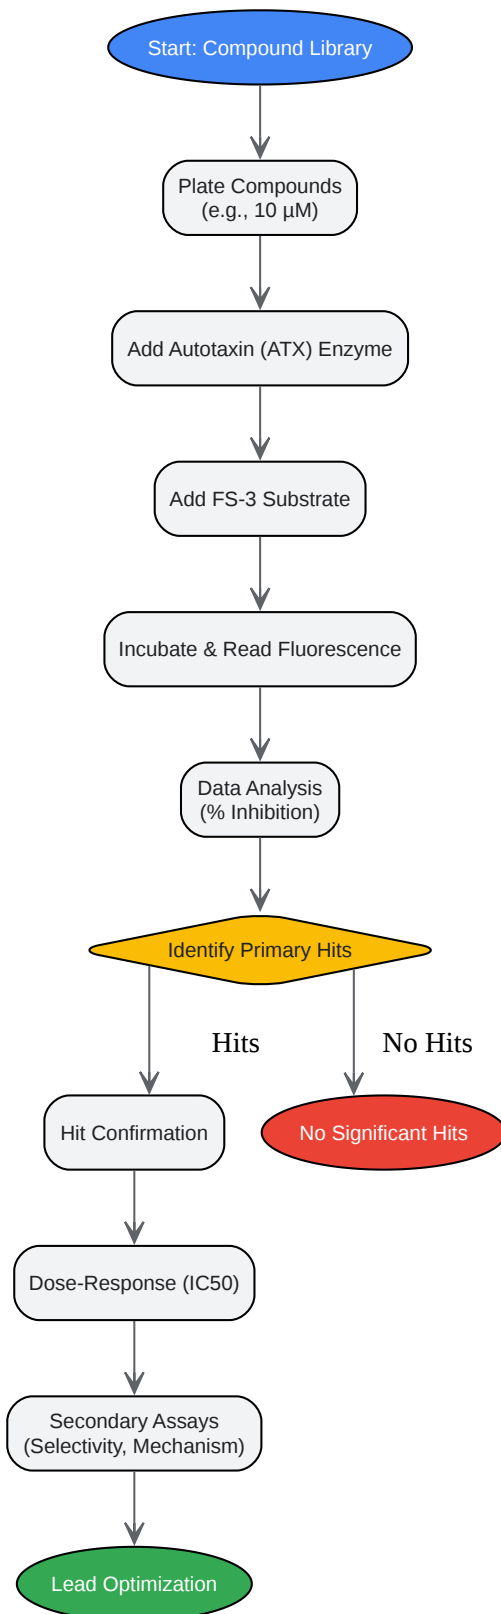 Start: Compound Library
Plate Compounds
(e.g., 10 µM)
Add Autotaxin (ATX) Enzyme
Add FS-3 Substrate
Incubate & Read Fluorescence
Data Analysis
(% Inhibition)
Identify Primary Hits
Hits
No Hits
Hit Confirmation
No Significant Hits
Dose-Response (IC50)
Secondary Assays
(Selectivity, Mechanism)
Lead Optimization